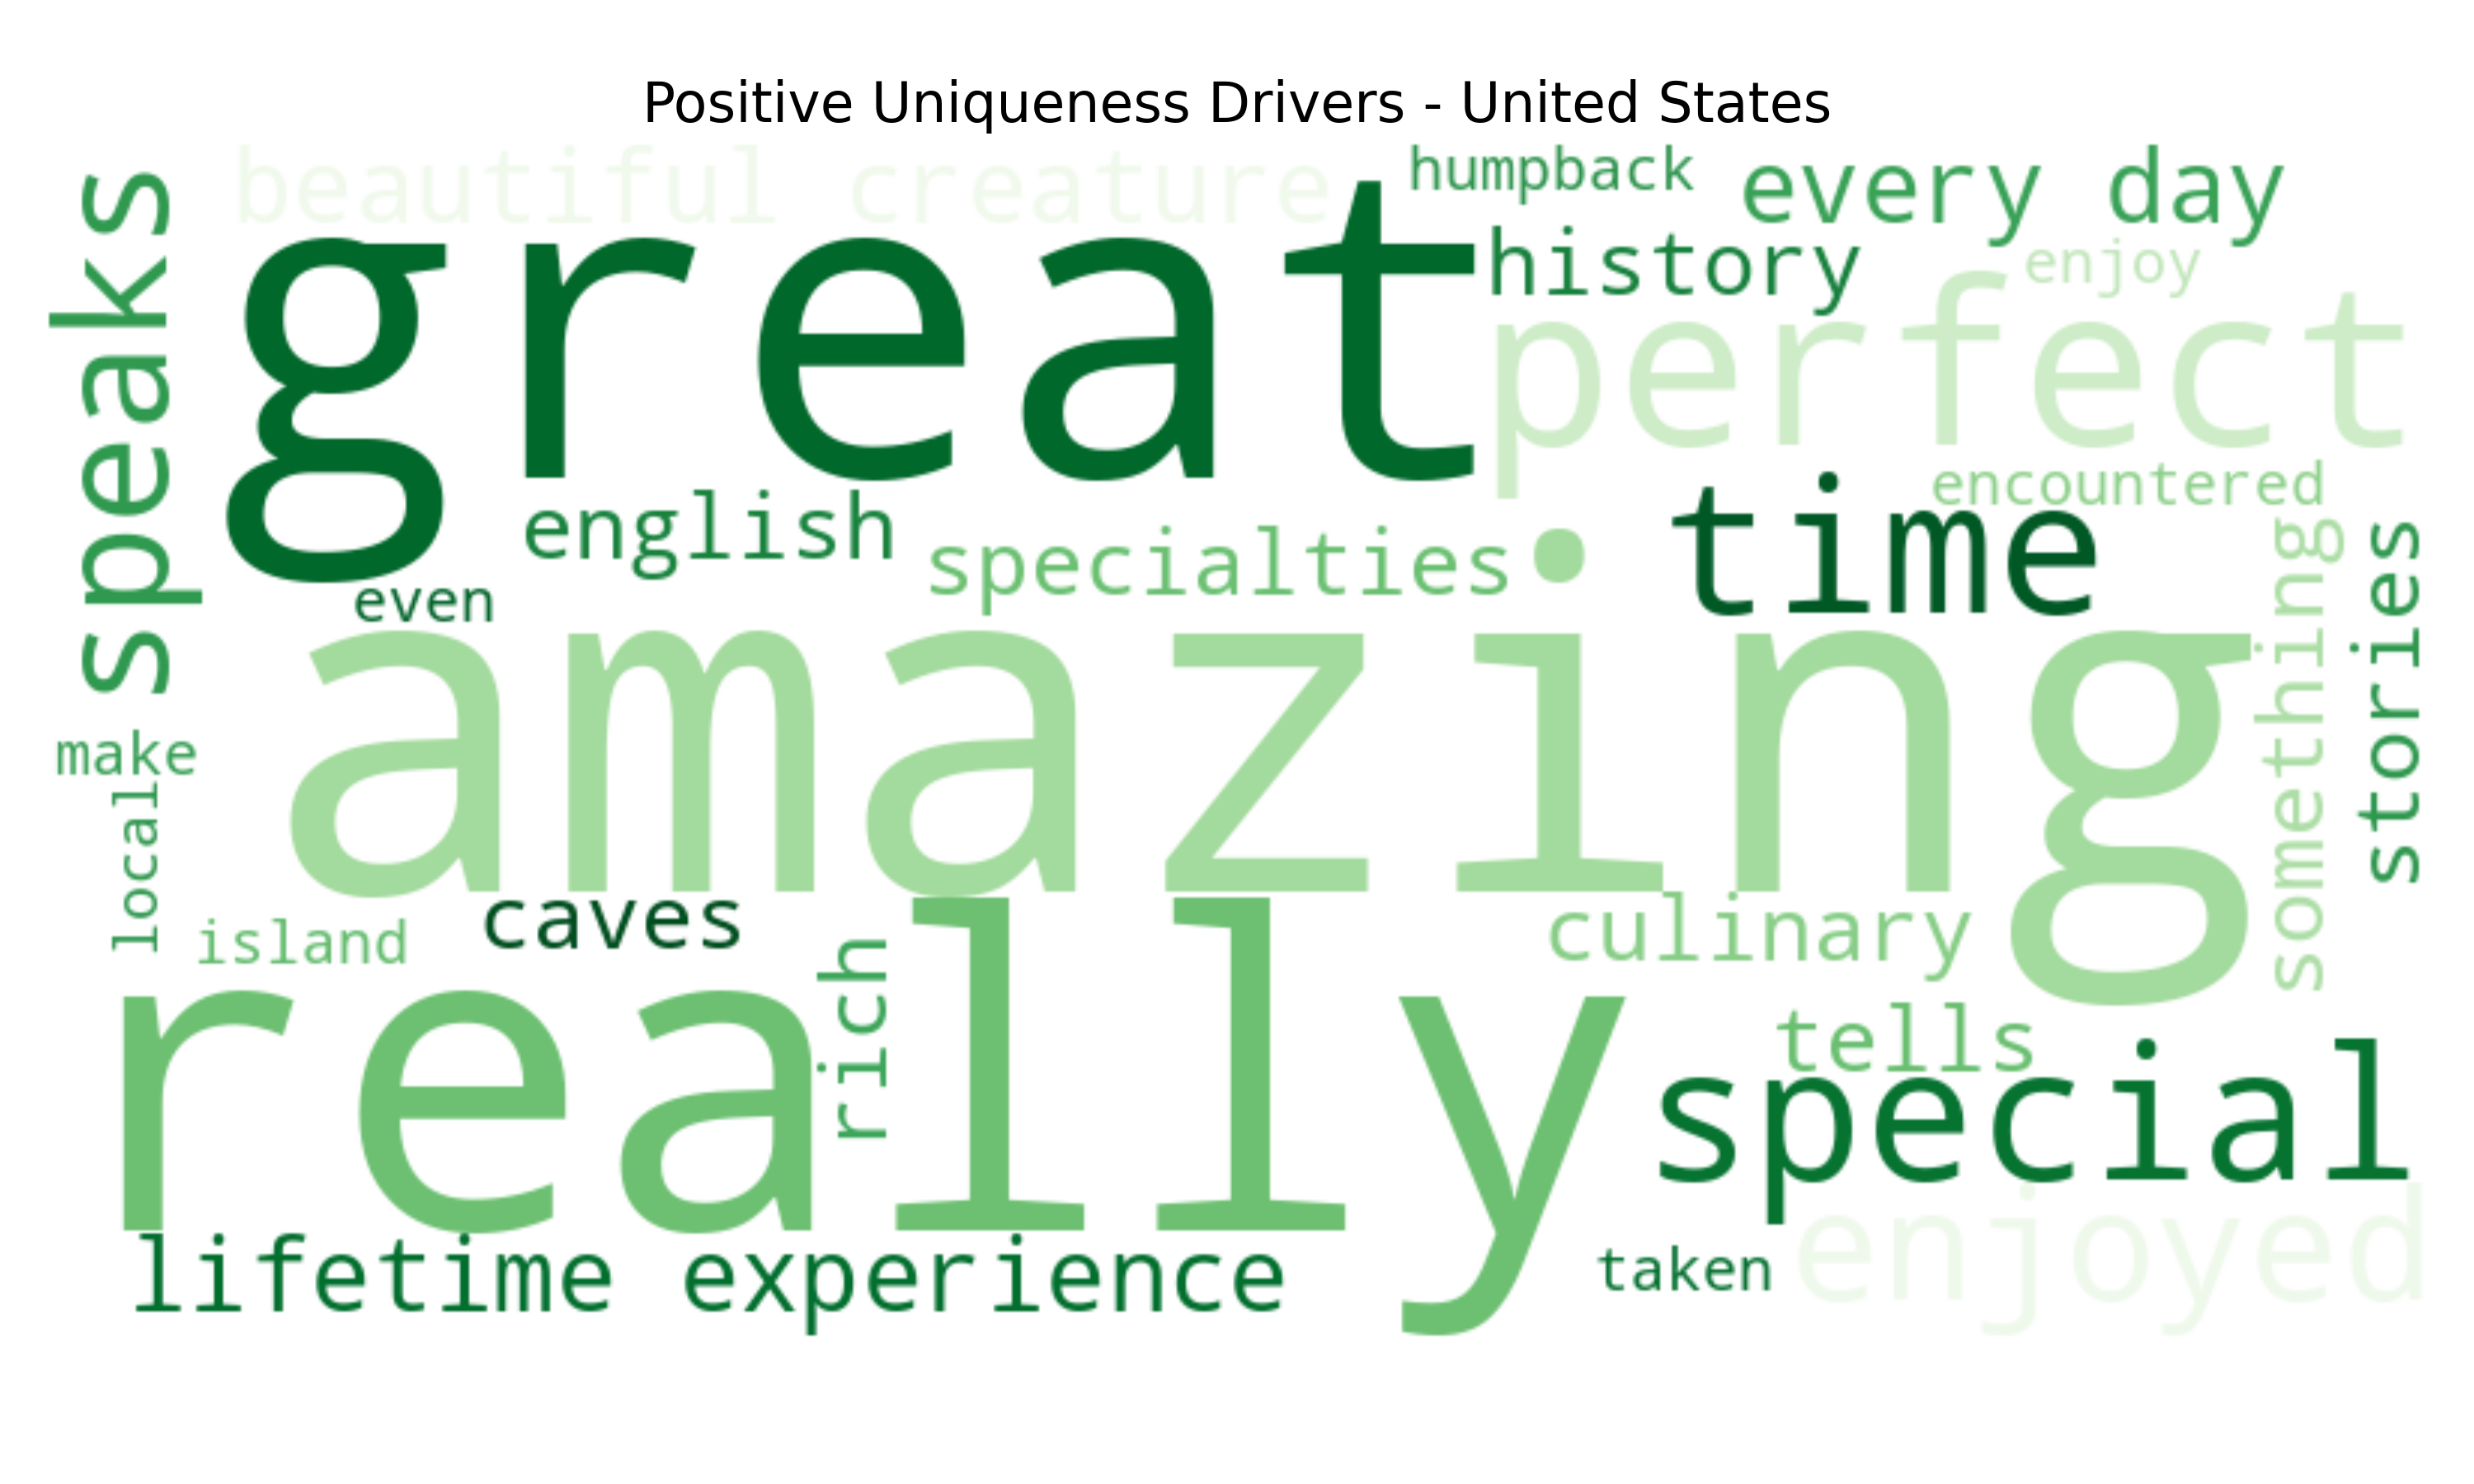 Positive Uniqueness Drivers - United States
beautiful creature
humpback
every day
speaks
great
history
enjoy
perfect
encountered
english
specialties
time
even
amazing
something
stories
make
local
island
caves
culinary
rich
really
tells
special
lifetime experience
taken
enjoyed